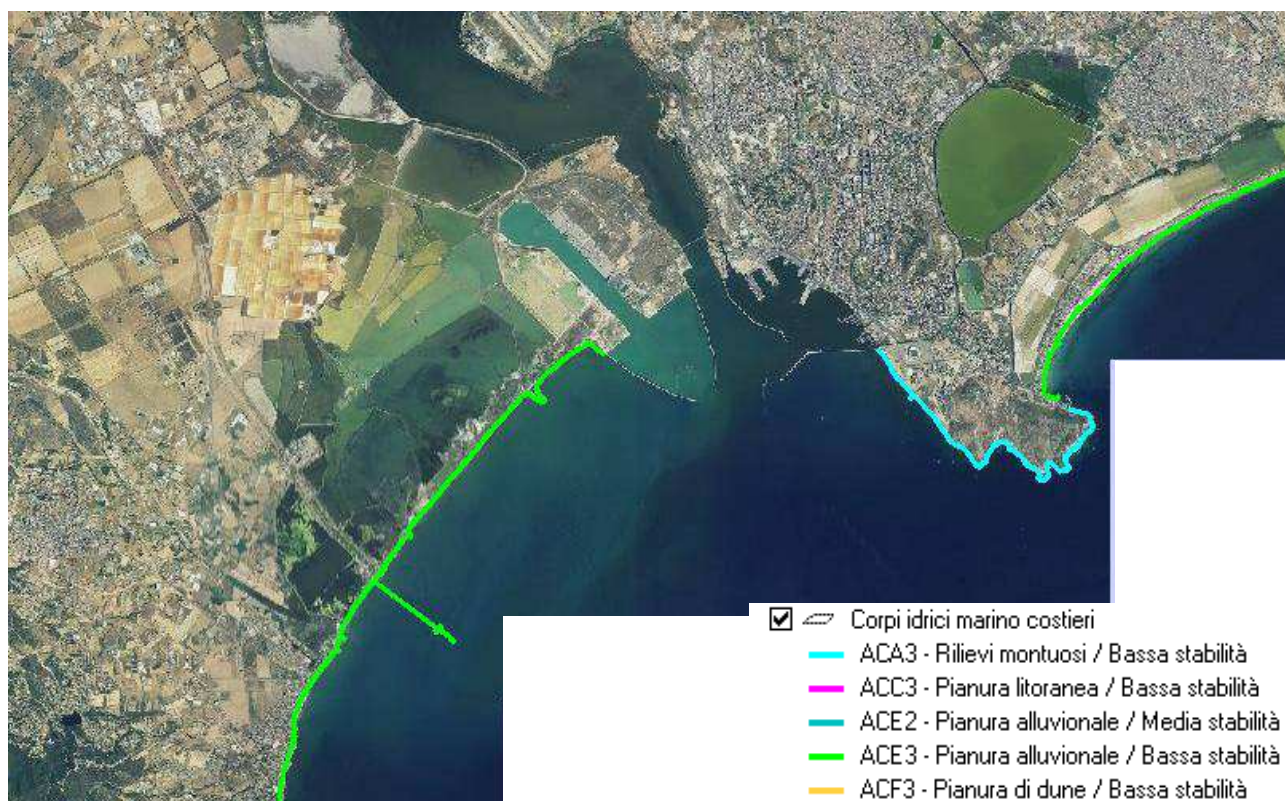 Corpi idrici marino costieri
ACA3 - Rilievi montuosi / Bassa stabilità
ACC3 - Pianura litoranea / Bassa stabilità
ACE2 - Pianura alluvionale / Media stabilità
ACE3 - Pianura alluvionale / Bassa stabilità
ACF3 - Pianura di dune / Bassa stabilità